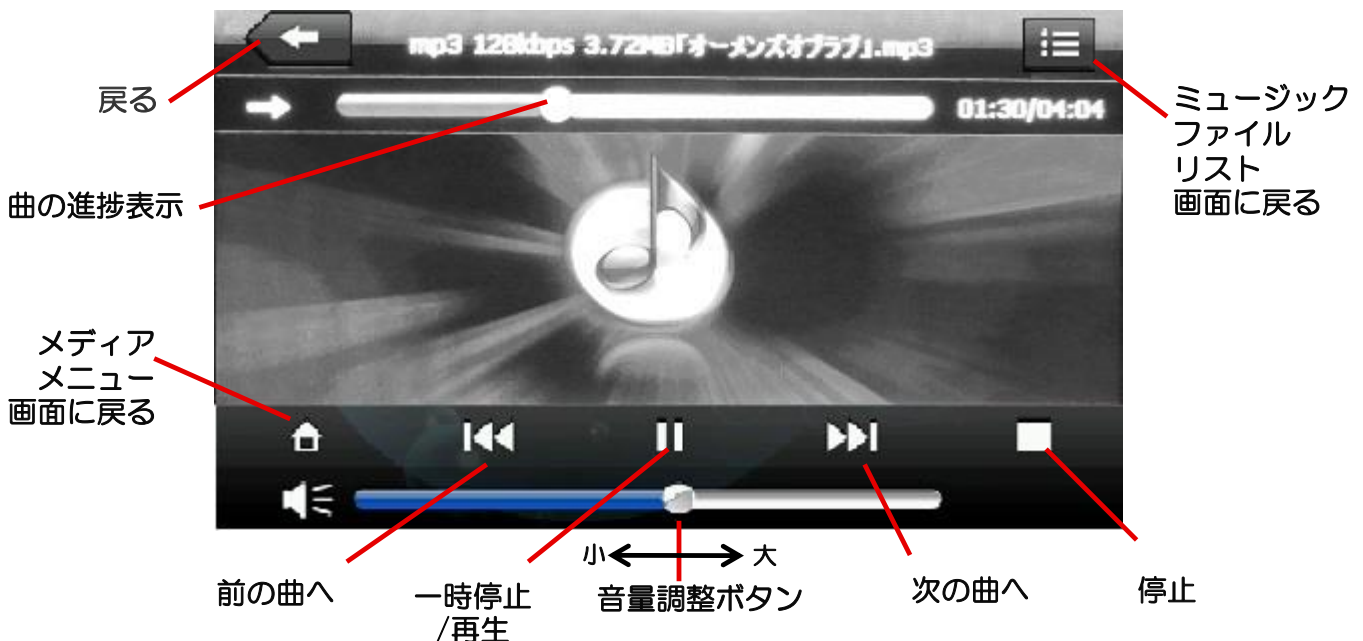 mp3 128kbps 3.72MB「オーメンズオブラブ」.mp3
戻る
01:30/04:04
ミュージック
ファイル
リスト
画面に戻る
曲の進捗表示
メディア
メニュー
画面に戻る
小
大
前の曲へ
一時停止
/再生
音量調整ボタン
次の曲へ
停止